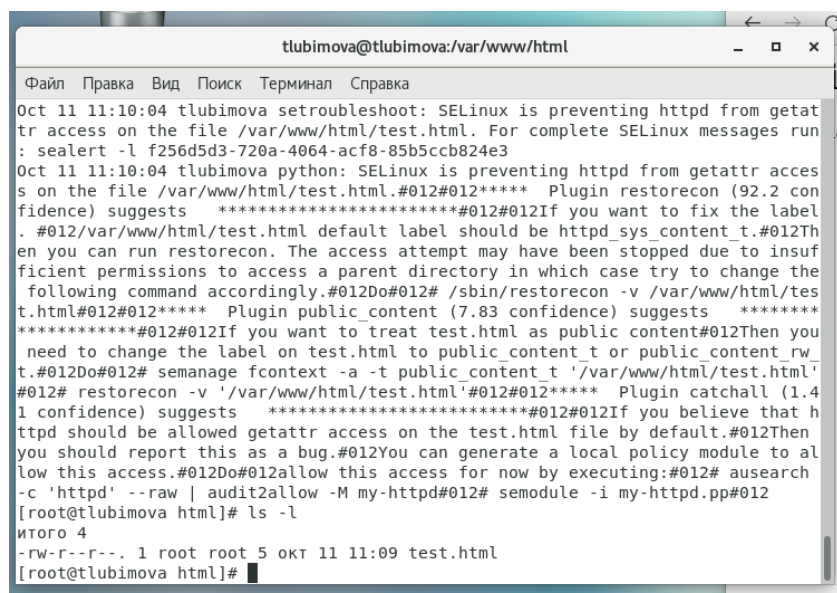 tlubimova@tlubimova:/var/www/html
Файл Правка Вид Поиск Терминал Справка
Oct 11 11:10:04 tlubimova setroubleshoot: SELinux is preventing httpd from getat
tr access on the file /var/www/html/test.html. For complete SELinux messages run
: sealert -l f256d5d3-720a-4064-acf8-85b5ccb824e3
Oct 11 11:10:04 tlubimova python: SELinux is preventing httpd from getattr acces
s on the file /var/www/html/test.html.#012#012*****  Plugin restorecon (92.2 con
fidence) suggests   ************************#012#012If you want to fix the label
. #012/var/www/html/test.html default label should be httpd_sys_content_t.#012Th
en you can run restorecon. The access attempt may have been stopped due to insuf
ficient permissions to access a parent directory in which case try to change the
 following command accordingly.#012Do#012# /sbin/restorecon -v /var/www/html/tes
t.html#012#012*****  Plugin public_content (7.83 confidence) suggests   ********
************#012#012If you want to treat test.html as public content#012Then you
 need to change the label on test.html to public_content_t or public_content_rw_
t.#012Do#012# semanage fcontext -a -t public_content_t '/var/www/html/test.html'
#012# restorecon -v '/var/www/html/test.html'#012#012*****  Plugin catchall (1.4
1 confidence) suggests   **************************#012#012If you believe that h
ttpd should be allowed getattr access on the test.html file by default.#012Then
you should report this as a bug.#012You can generate a local policy module to al
low this access.#012Do#012allow this access for now by executing:#012# ausearch
-c 'httpd' --raw | audit2allow -M my-httpd#012# semodule -i my-httpd.pp#012
[root@tlubimova html]# ls -l
итого 4
-rw-r--r--. 1 root root 5 окт 11 11:09 test.html
[root@tlubimova html]#